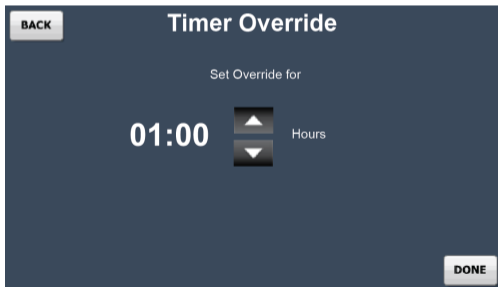 BACK
Timer Override
Set Override for
01:00
Hours
DONE